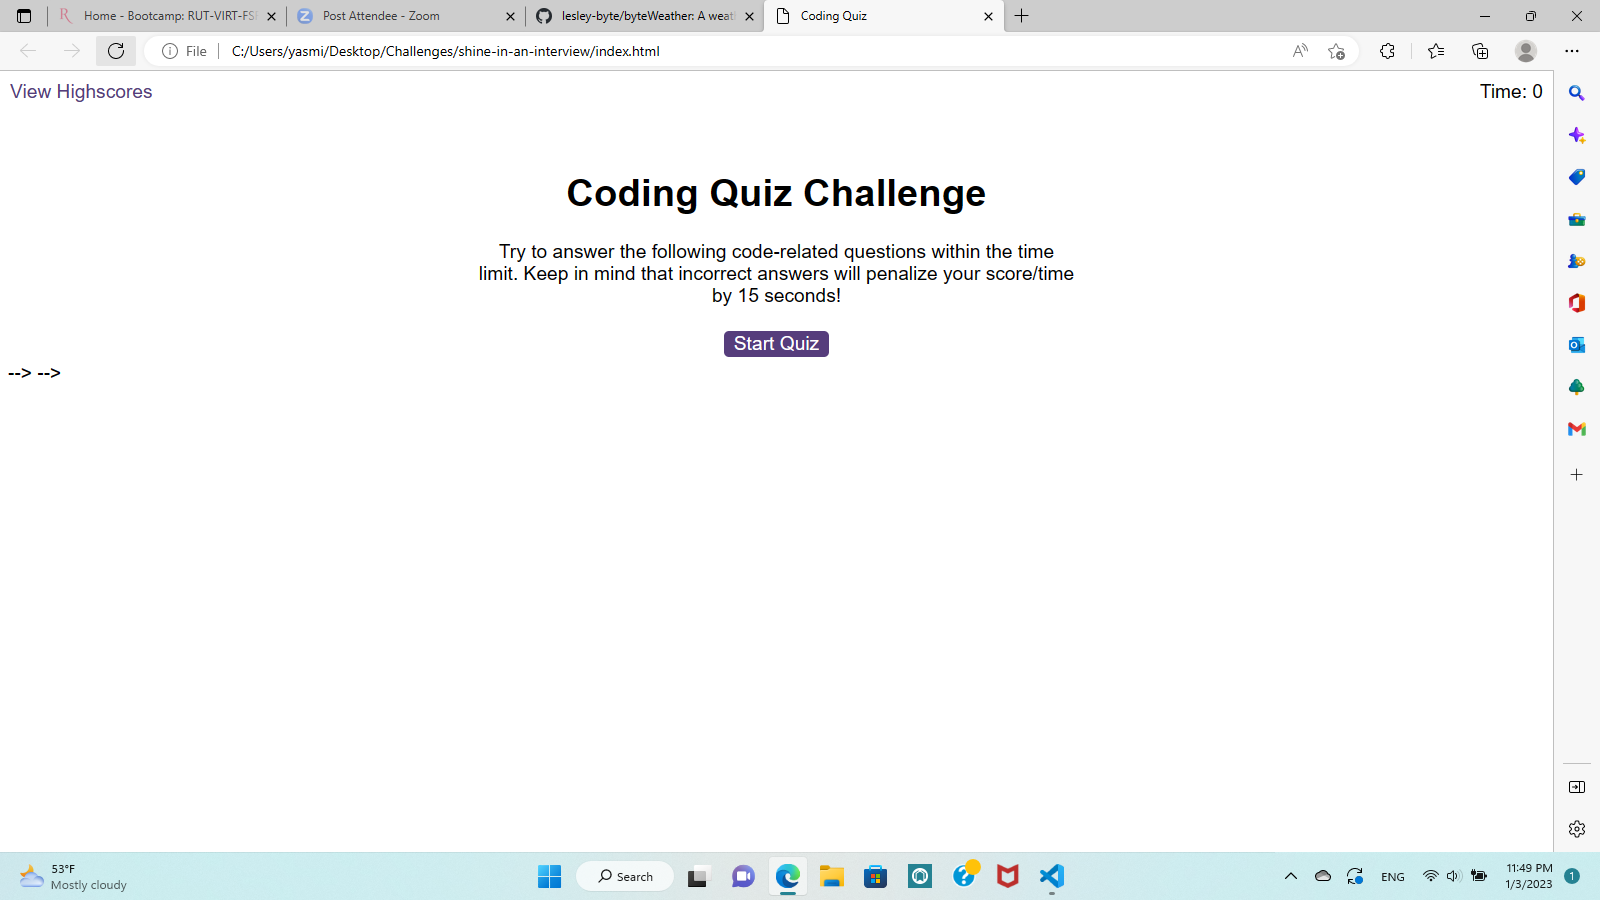 Home - Bootcamp: RUT-VIRT-FSF
Post Attendee - Zoom
lesley-byte/byteWeather: A weat
Coding Quiz
File
C:/Users/yasmi/Desktop/Challenges/shine-in-an-interview/index.html
View Highscores
Time: 0
Coding Quiz Challenge
Try to answer the following code-related questions within the time
limit. Keep in mind that incorrect answers will penalize your score/time
by 15 seconds!
Start Quiz
--> -->
53°F
Mostly cloudy
Search
ENG
11:49 PM
1/3/2023
1